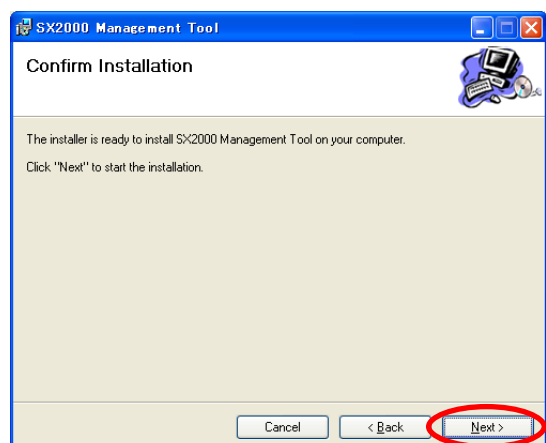 SX2000 Management Tool
Confirm Installation
The installer is ready to install SX2000 Management Tool on your computer.
Click "Next" to start the installation.
Cancel
< Back
Next >